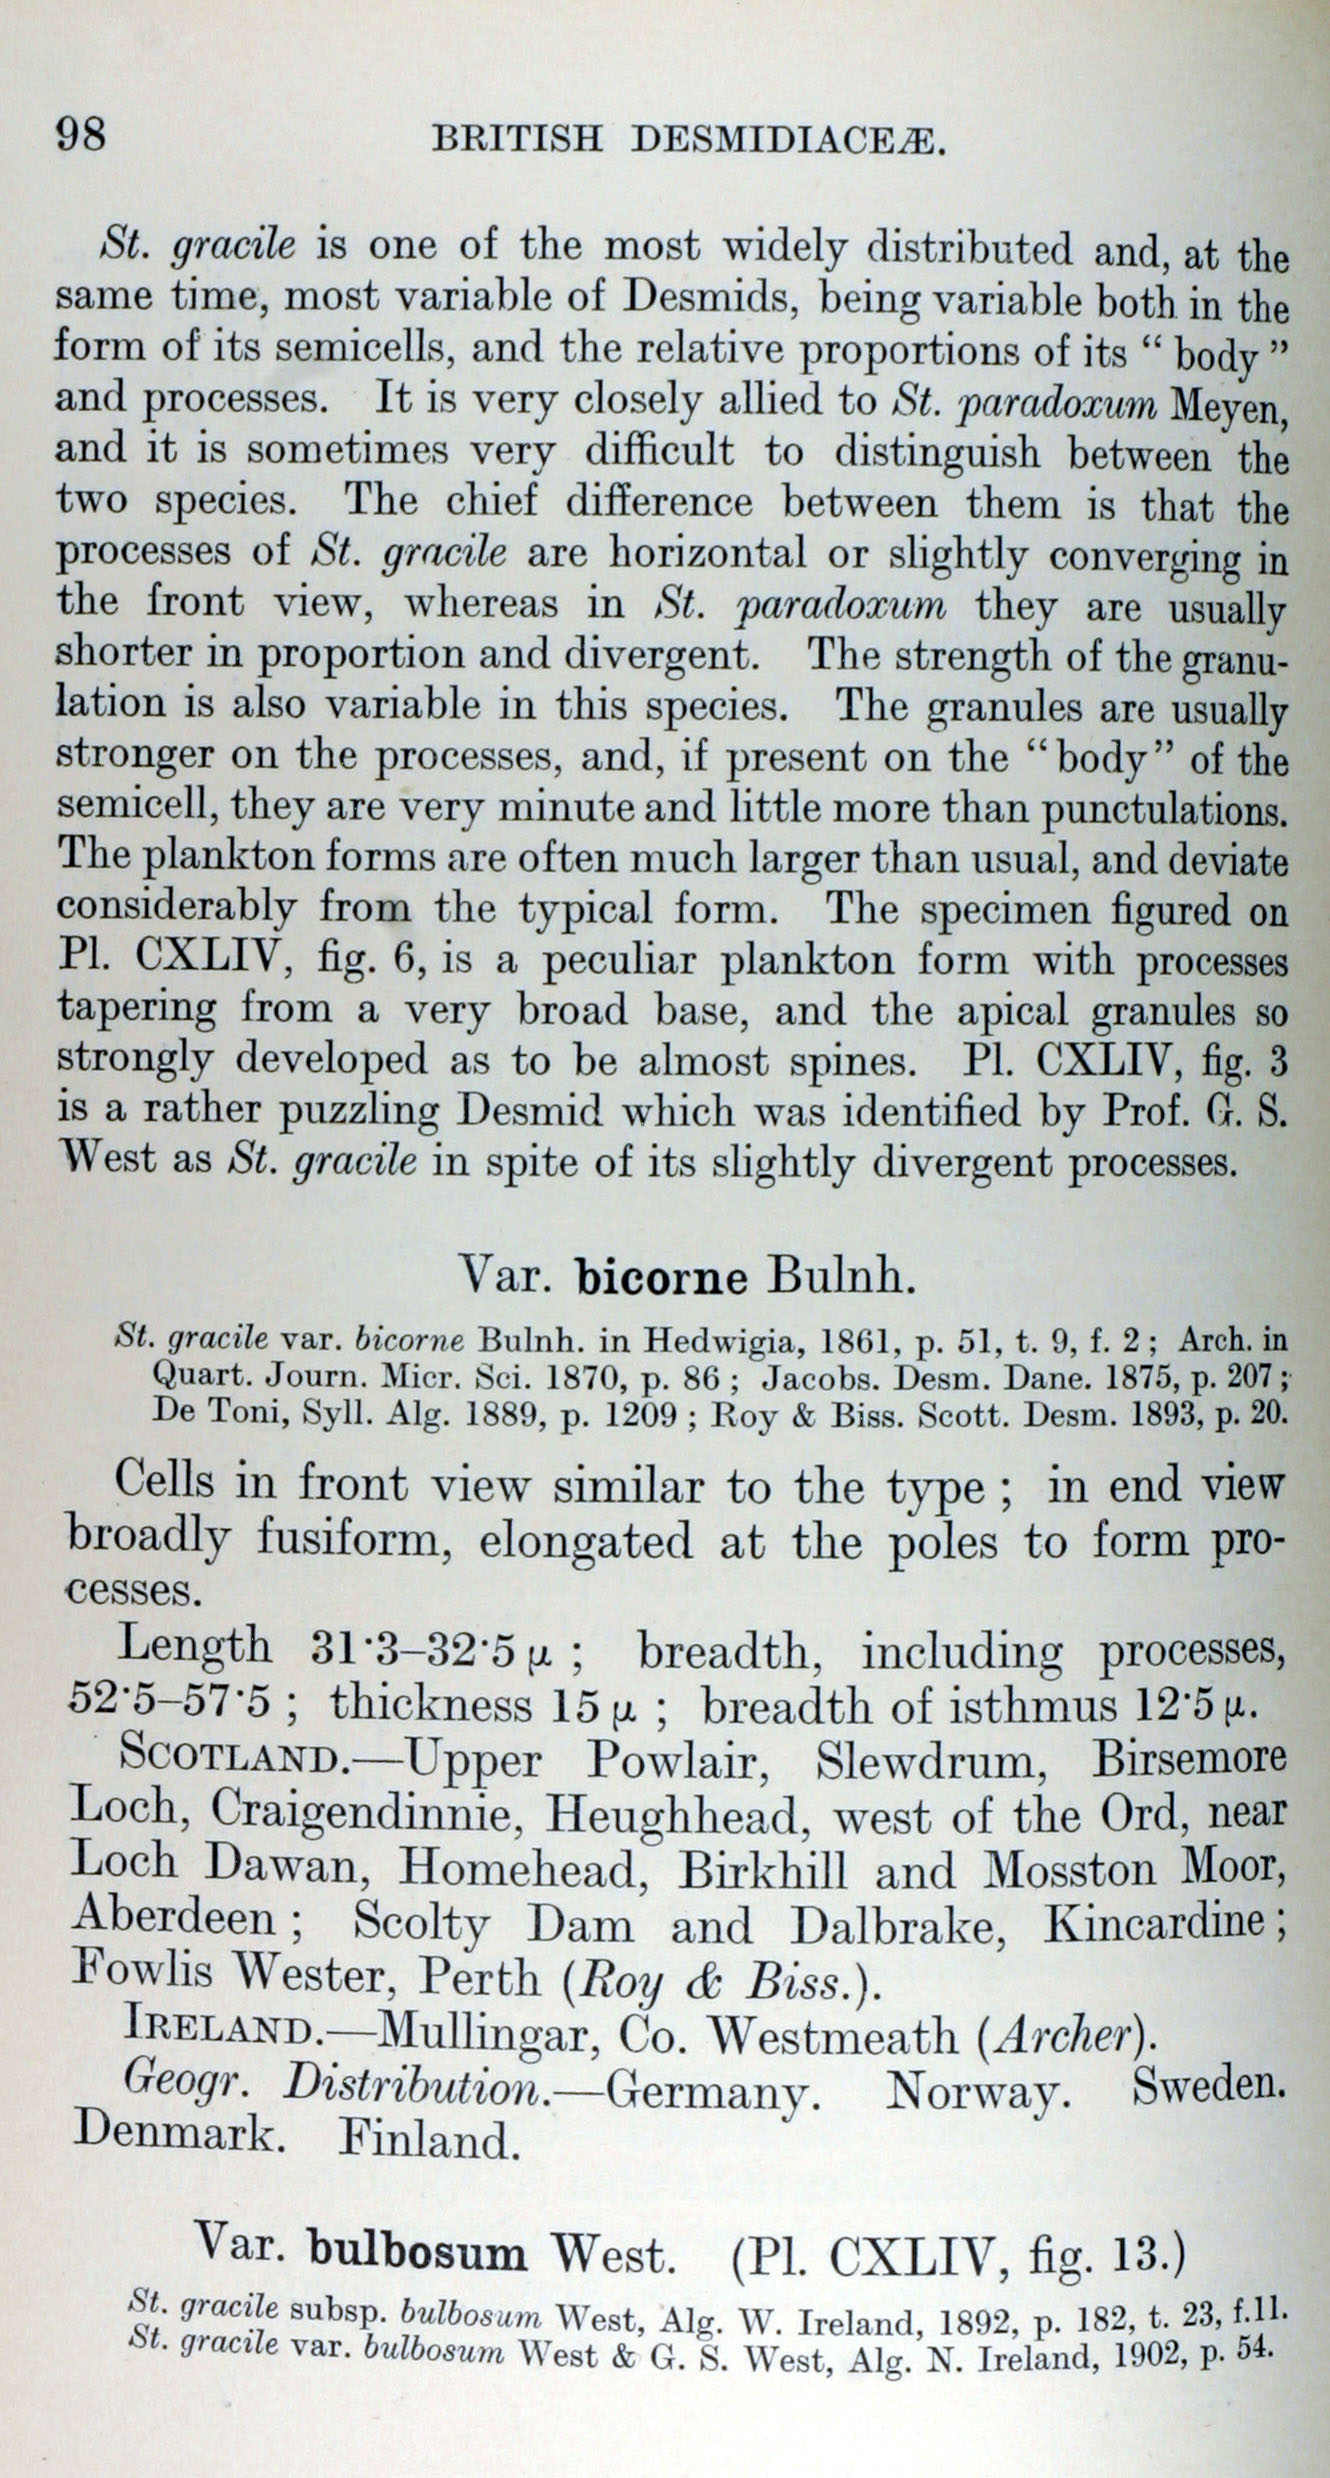 98 BRITISH DESMIDIACEÆ.
St. gracile is one of the most widely distributed and, at the
same time, most variable of Desmids, being variable both in the
form of its semicells, and the relative proportions of its “ body ”
and processes. It is very closely allied to St. paradoxum Meyen,
and it is sometimes very difficult to distinguish between the
two species. The chief difference between them is that the
processes of St. gracile are horizontal or slightly converging in
the front view, whereas in St. paradoxum they are usually
shorter in proportion and divergent. The strength of the granu-
lation is also variable in this species. The granules are usually
stronger on the processes, and, if present on the “body” of the
semicell, they are very minute and little more than punctulations.
The plankton forms are often much larger than usual, and deviate
considerably from the typical form. The specimen figured on
Pl. CXLIV, fig. 6, is a peculiar plankton form with processes
tapering from a very broad base, and the apical granules so
strongly developed as to be almost spines. Pl. CXLIV, fig. 3
is a rather puzzling Desmid which was identified by Prof. G. S.
West as St. gracile in spite of its slightly divergent processes.
Var. bicorne Bulnh.
St. gracile var. bicorne Bulnh. in Hedwigia, 1861, p. 51, t. 9, f. 2 ; Arch. in
Quart. Journ. Micr. Sci. 1870, p. 86 ; Jacobs. Desm. Dane. 1875, p. 207 ;
De Toni, Syll. Alg. 1889, p. 1209 ; Roy & Biss. Scott. Desm. 1893, p. 20.
Cells in front view similar to the type ; in end view
broadly fusiform, elongated at the poles to form pro-
cesses.
Length 31·3–32·5 μ ; breadth, including processes,
52·5–57·5 ; thickness 15 μ ; breadth of isthmus 12·5 μ.
SCOTLAND.—Upper Powlair, Slewdrum, Birsemore
Loch, Craigendinnie, Heughhead, west of the Ord, near
Loch Dawan, Homehead, Birkhill and Mosston Moor,
Aberdeen ; Scolty Dam and Dalbrake, Kincardine ;
Fowlis Wester, Perth (Roy & Biss.).
IRELAND.—Mullingar, Co. Westmeath (Archer).
Geogr. Distribution.—Germany. Norway. Sweden.
Denmark. Finland.
Var. bulbosum West. (Pl. CXLIV, fig. 13.)
St. gracile subsp. bulbosum West, Alg. W. Ireland, 1892, p. 182, t. 23, f.11.
St. gracile var. bulbosum West & G. S. West, Alg. N. Ireland, 1902, p. 54.